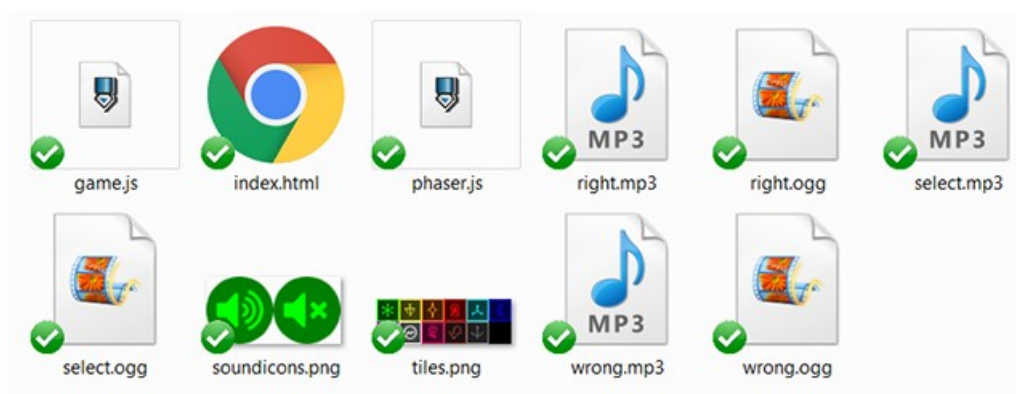 MP3
MP3
game.js
index.html
phaser.js
right.mp3
right.ogg
select.mp3
MP3
select.ogg
soundicons.png
tiles.png
wrong.mp3
wrong.ogg